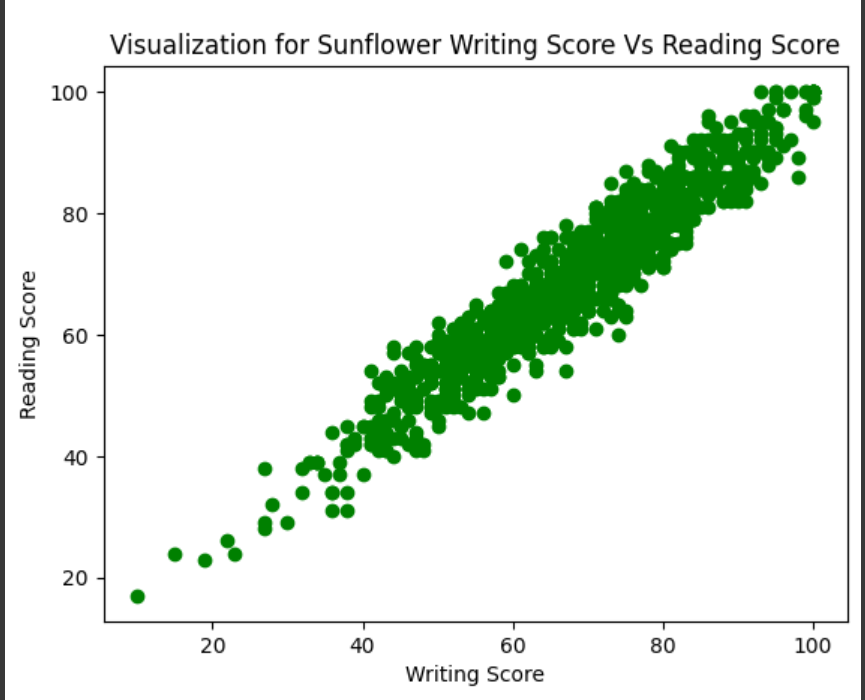 Visualization for Sunflower Writing Score Vs Reading Score
100
80
60
40
20
Reading Score
20 40 60 80 100
Writing Score